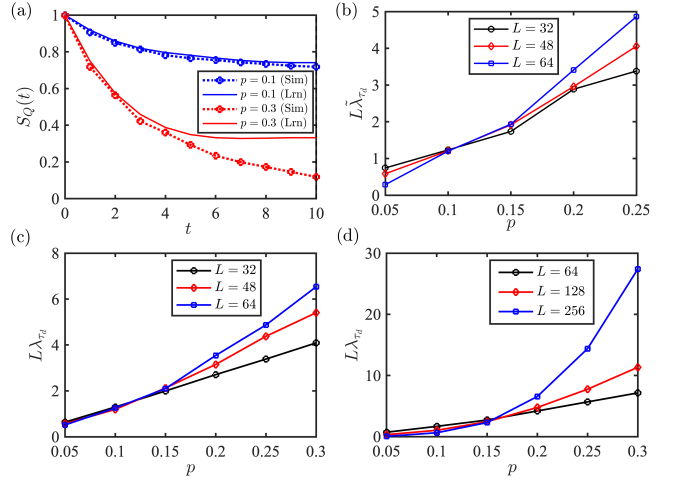 (a)
1
0.8
0.6
0.4
0.2
0
S_Q(t)
0 2 4 6 8 10
t
p = 0.1 (Sim)
p = 0.1 (Lrn)
p = 0.3 (Sim)
p = 0.3 (Lrn)
(b)
5
4
3
2
1
0
Lλ̃_{τ_d}
0.05 0.1 0.15 0.2 0.25
p
L = 32
L = 48
L = 64
(c)
8
6
4
2
0
Lλ_{τ_d}
0.05 0.1 0.15 0.2 0.25 0.3
p
L = 32
L = 48
L = 64
(d)
30
20
10
0
Lλ_{τ_d}
0.05 0.1 0.15 0.2 0.25 0.3
p
L = 64
L = 128
L = 256